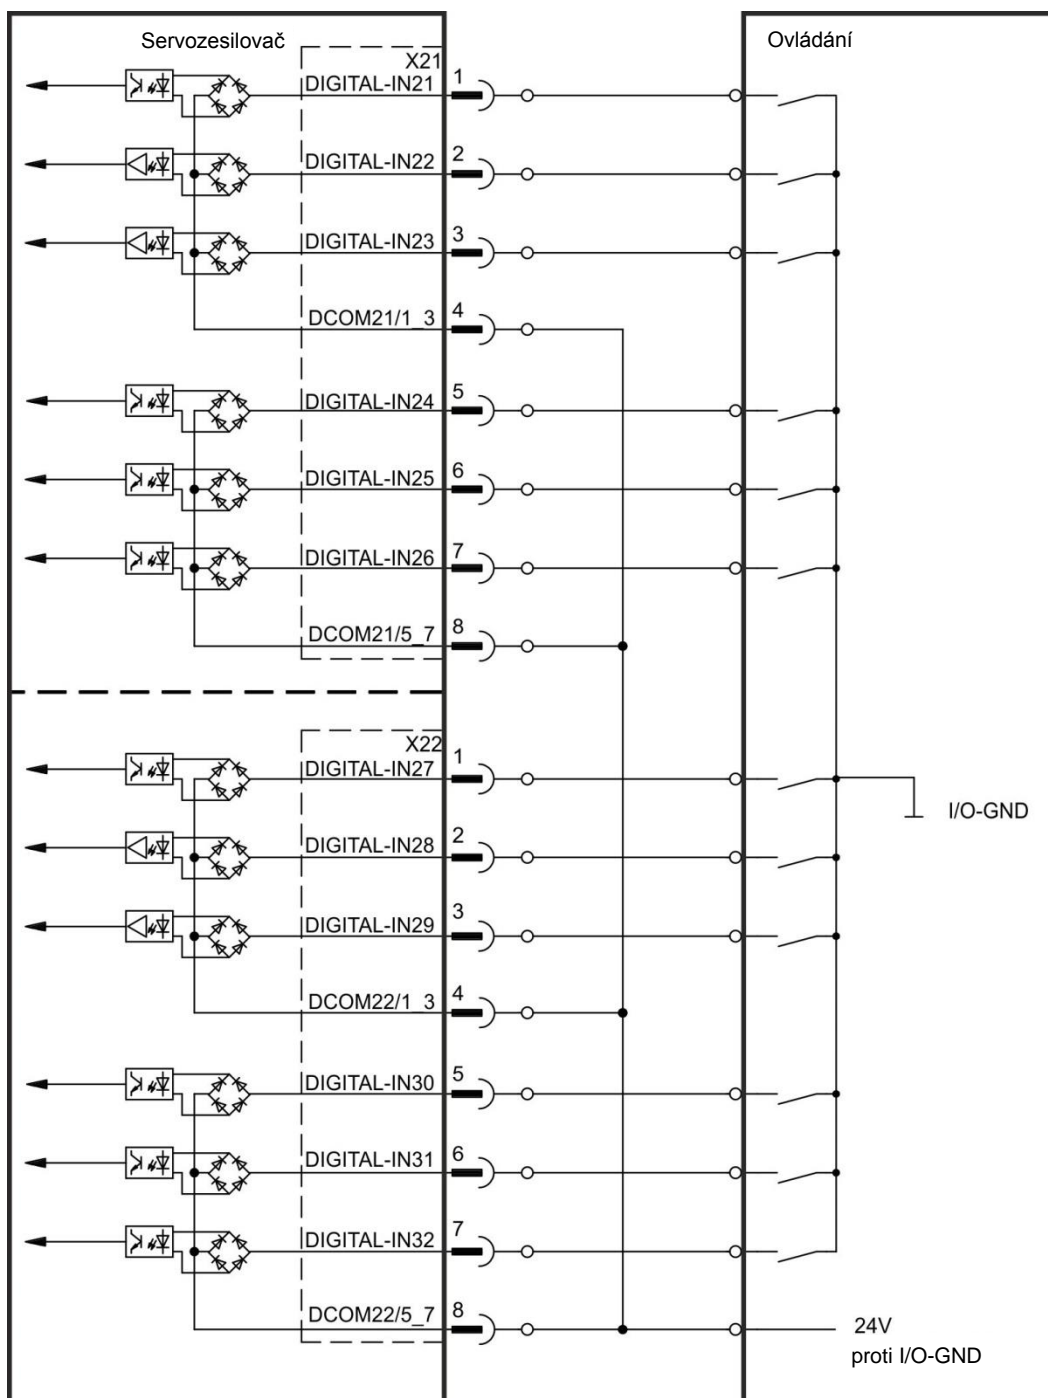 Servozesilovač
Ovládání
X21
DIGITAL-IN21
1
DIGITAL-IN22
2
DIGITAL-IN23
3
DCOM21/1_3
4
DIGITAL-IN24
5
DIGITAL-IN25
6
DIGITAL-IN26
7
DCOM21/5_7
8
X22
DIGITAL-IN27
1
I/O-GND
DIGITAL-IN28
2
DIGITAL-IN29
3
DCOM22/1_3
4
DIGITAL-IN30
5
DIGITAL-IN31
6
DIGITAL-IN32
7
DCOM22/5_7
8
24V
proti I/O-GND